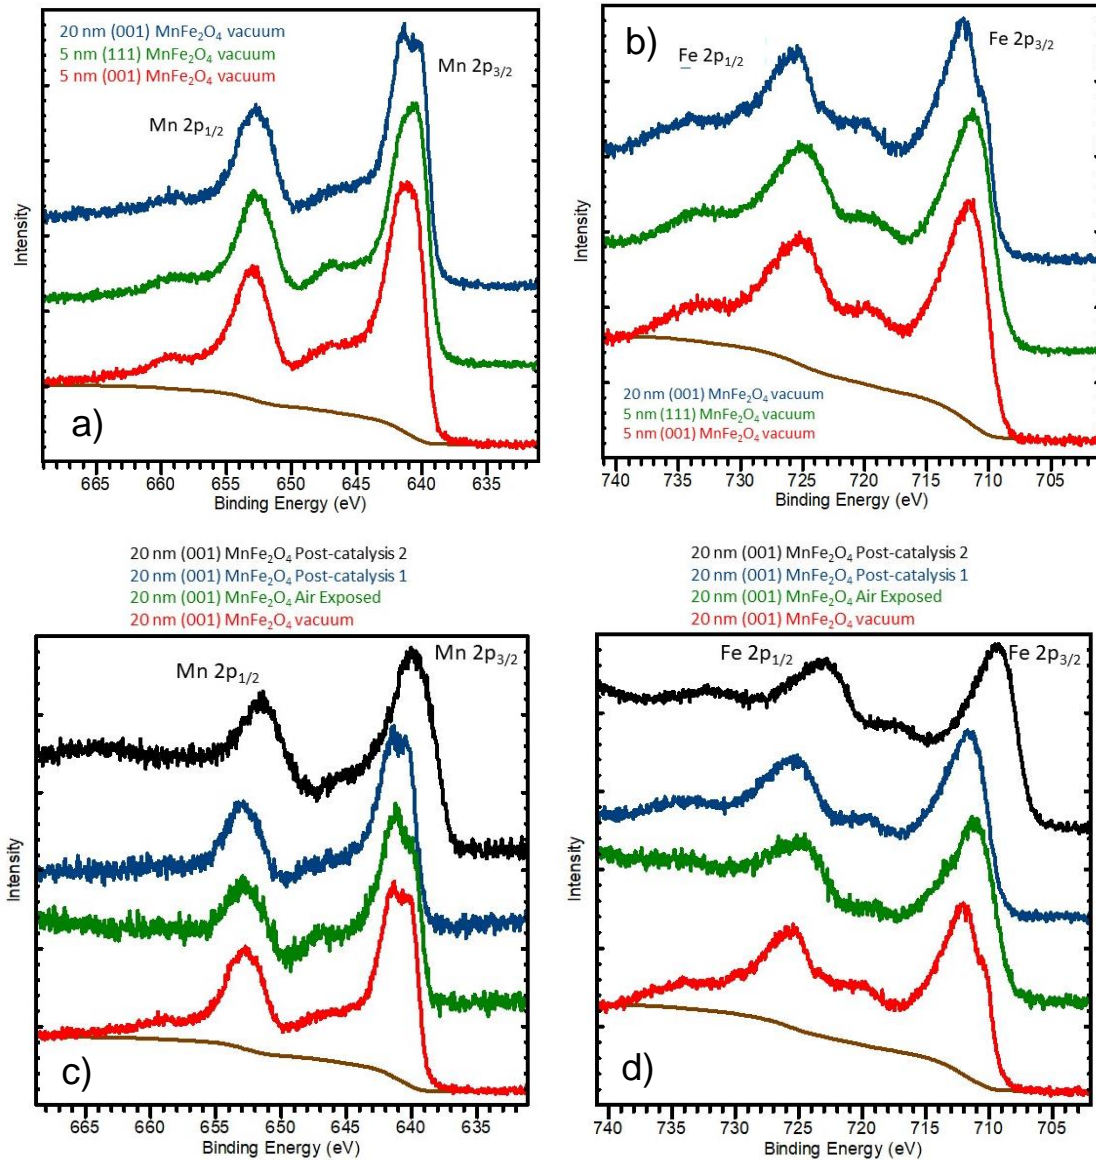 20 nm (001) MnFe₂O₄ vacuum
5 nm (111) MnFe₂O₄ vacuum
5 nm (001) MnFe₂O₄ vacuum
Mn 2p₃/₂
Mn 2p₁/₂
Intensity
a)
665 660 655 650 645 640 635
Binding Energy (eV)
b)
Fe 2p₁/₂
Fe 2p₃/₂
Intensity
20 nm (001) MnFe₂O₄ vacuum
5 nm (111) MnFe₂O₄ vacuum
5 nm (001) MnFe₂O₄ vacuum
740 735 730 725 720 715 710 705
Binding Energy (eV)
20 nm (001) MnFe₂O₄ Post-catalysis 2
20 nm (001) MnFe₂O₄ Post-catalysis 1
20 nm (001) MnFe₂O₄ Air Exposed
20 nm (001) MnFe₂O₄ vacuum
Mn 2p₃/₂
Mn 2p₁/₂
Intensity
c)
665 660 655 650 645 640 635
Binding Energy (eV)
20 nm (001) MnFe₂O₄ Post-catalysis 2
20 nm (001) MnFe₂O₄ Post-catalysis 1
20 nm (001) MnFe₂O₄ Air Exposed
20 nm (001) MnFe₂O₄ vacuum
Fe 2p₁/₂
Fe 2p₃/₂
Intensity
d)
740 735 730 725 720 715 710 705
Binding Energy (eV)